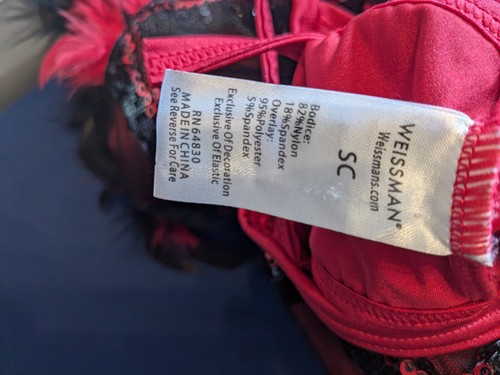 WEISSMAN®
Weissmans.com
SC
Bodice:
82%Nylon
18%Spandex
Overlay:
95%Polyester
5%Spandex
Exclusive Of Decoration
Exclusive Of Elastic
RN 64830
MADE IN CHINA
See Reverse For Care